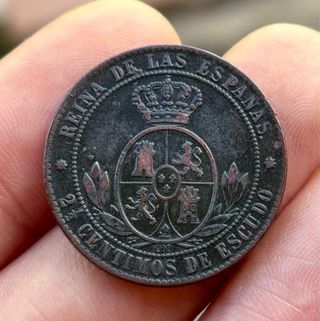 REINA DE LAS ESPAÑAS
2½ CENTIMOS DE ESCUDO